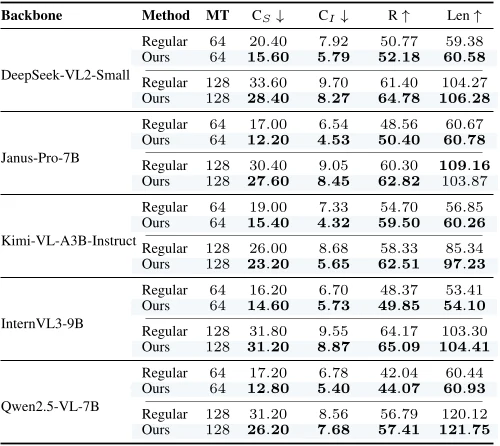 Backbone Method MT C_S ↓ C_I ↓ R ↑ Len ↑
DeepSeek-VL2-Small
Regular 64 20.40 7.92 50.77 59.38
Ours 64 15.60 5.79 52.18 60.58
Regular 128 33.60 9.70 61.40 104.27
Ours 128 28.40 8.27 64.78 106.28
Janus-Pro-7B
Regular 64 17.00 6.54 48.56 60.67
Ours 64 12.20 4.53 50.40 60.78
Regular 128 30.40 9.05 60.30 109.16
Ours 128 27.60 8.45 62.82 103.87
Kimi-VL-A3B-Instruct
Regular 64 19.00 7.33 54.70 56.85
Ours 64 15.40 4.32 59.50 60.26
Regular 128 26.00 8.68 58.33 85.34
Ours 128 23.20 5.65 62.51 97.23
InternVL3-9B
Regular 64 16.20 6.70 48.37 53.41
Ours 64 14.60 5.73 49.85 54.10
Regular 128 31.80 9.55 64.17 103.30
Ours 128 31.20 8.87 65.09 104.41
Qwen2.5-VL-7B
Regular 64 17.20 6.78 42.04 60.44
Ours 64 12.80 5.40 44.07 60.93
Regular 128 31.20 8.56 56.79 120.12
Ours 128 26.20 7.68 57.41 121.75